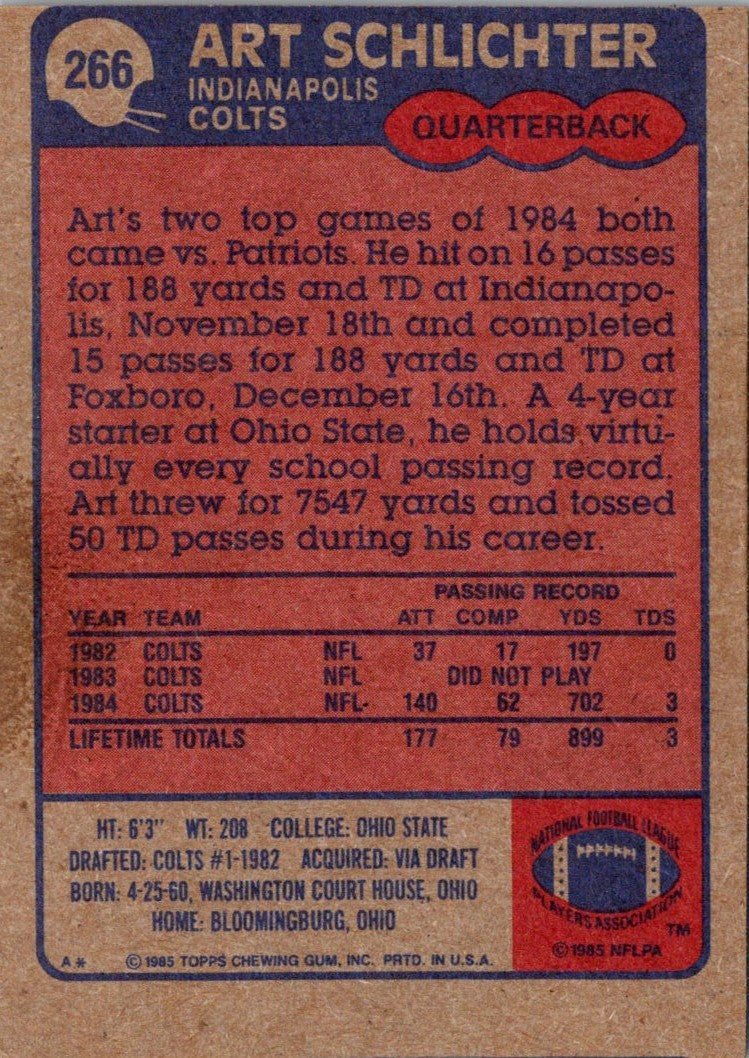 266
ART SCHLICHTER
INDIANAPOLIS
COLTS
QUARTERBACK
Art's two top games of 1984 both
came vs. Patriots. He hit on 16 passes
for 188 yards and TD at Indianapo-
lis, November 18th and completed
15 passes for 188 yards and TD at
Foxboro, December 16th. A 4-year
starter at Ohio State, he holds virtu-
ally every school passing record.
Art threw for 7547 yards and tossed
50 TD passes during his career.
PASSING RECORD
YEAR TEAM ATT COMP YDS TDS
1982 COLTS NFL 37 17 197 0
1983 COLTS NFL DID NOT PLAY
1984 COLTS NFL- 140 62 702 3
LIFETIME TOTALS 177 79 899 3
HT: 6'3" WT: 208 COLLEGE: OHIO STATE
DRAFTED: COLTS #1-1982 ACQUIRED: VIA DRAFT
BORN: 4-25-60, WASHINGTON COURT HOUSE, OHIO
HOME: BLOOMINGBURG, OHIO
A* © 1985 TOPPS CHEWING GUM, INC. PRTD. IN U.S.A.
NATIONAL FOOTBALL LEAGUE
PLAYERS ASSOCIATION
TM
© 1985 NFLPA